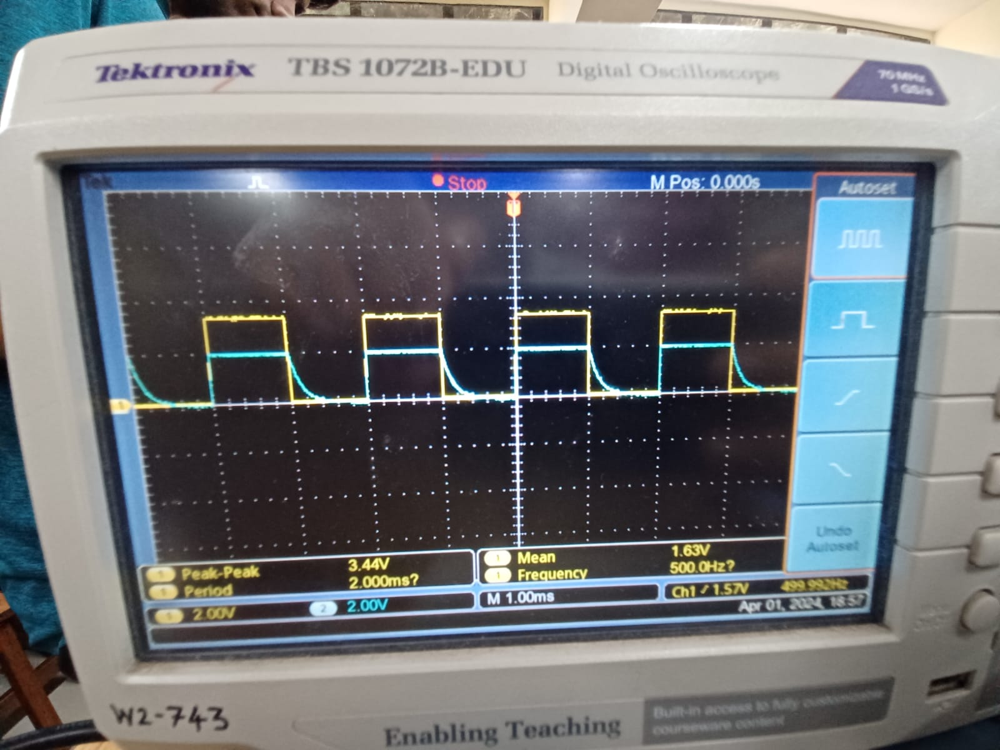 Tektronix TBS 1072B-EDU Digital Oscilloscope
70 MHz
1 GS/s
Tek Stop M Pos: 0.000s
Autoset
1
Undo
Autoset
1 Peak-Peak 3.44V
1 Period 2.000ms?
1 Mean 1.63V
1 Frequency 500.0Hz?
1 2.00V 2 2.00V M 1.00ms Ch1 1.57V 499.992Hz
Apr 01, 2024, 18:57
W2-743
Enabling Teaching
Built-in access to fully customizable
courseware content